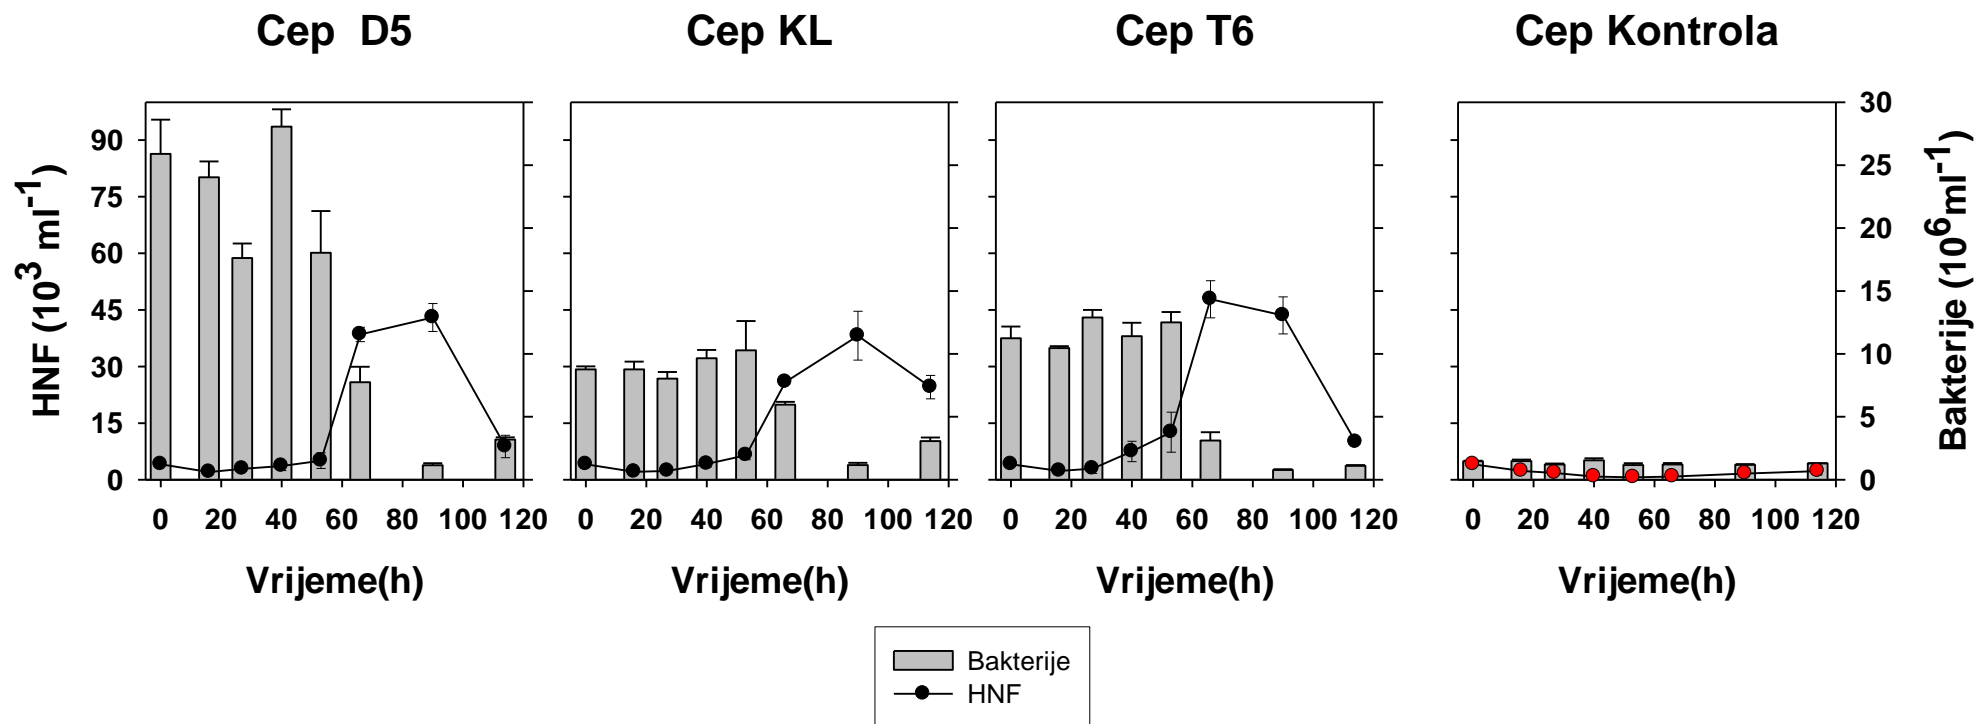 Cep D5
Cep KL
Cep T6
Cep Kontrola
HNF (10³ ml⁻¹)
90
75
60
45
30
15
0
0 20 40 60 80 100 120
0 20 40 60 80 100 120
0 20 40 60 80 100 120
0 20 40 60 80 100 120
30
25
20
15
10
5
0
Bakterije (10⁶ml⁻¹)
Vrijeme(h)
Vrijeme(h)
Vrijeme(h)
Vrijeme(h)
Bakterije
HNF